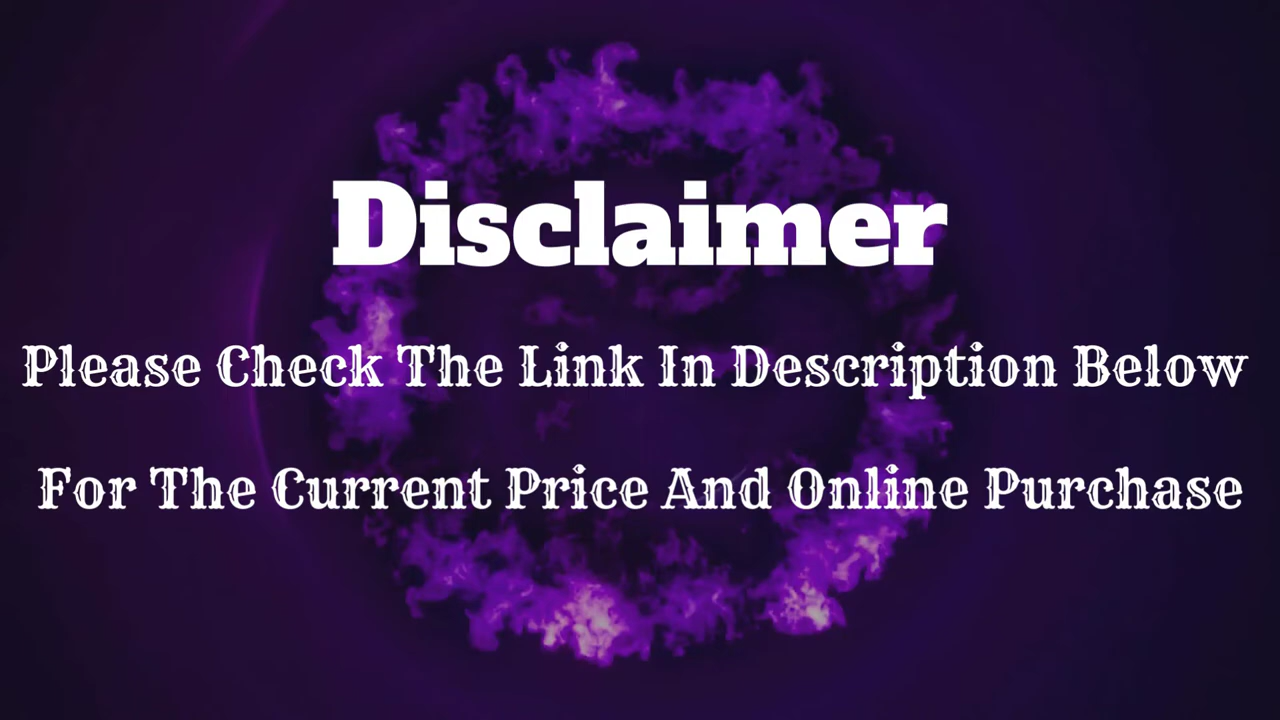 Disclaimer
Please Check The Link In Description Below
For The Current Price And Online Purchase